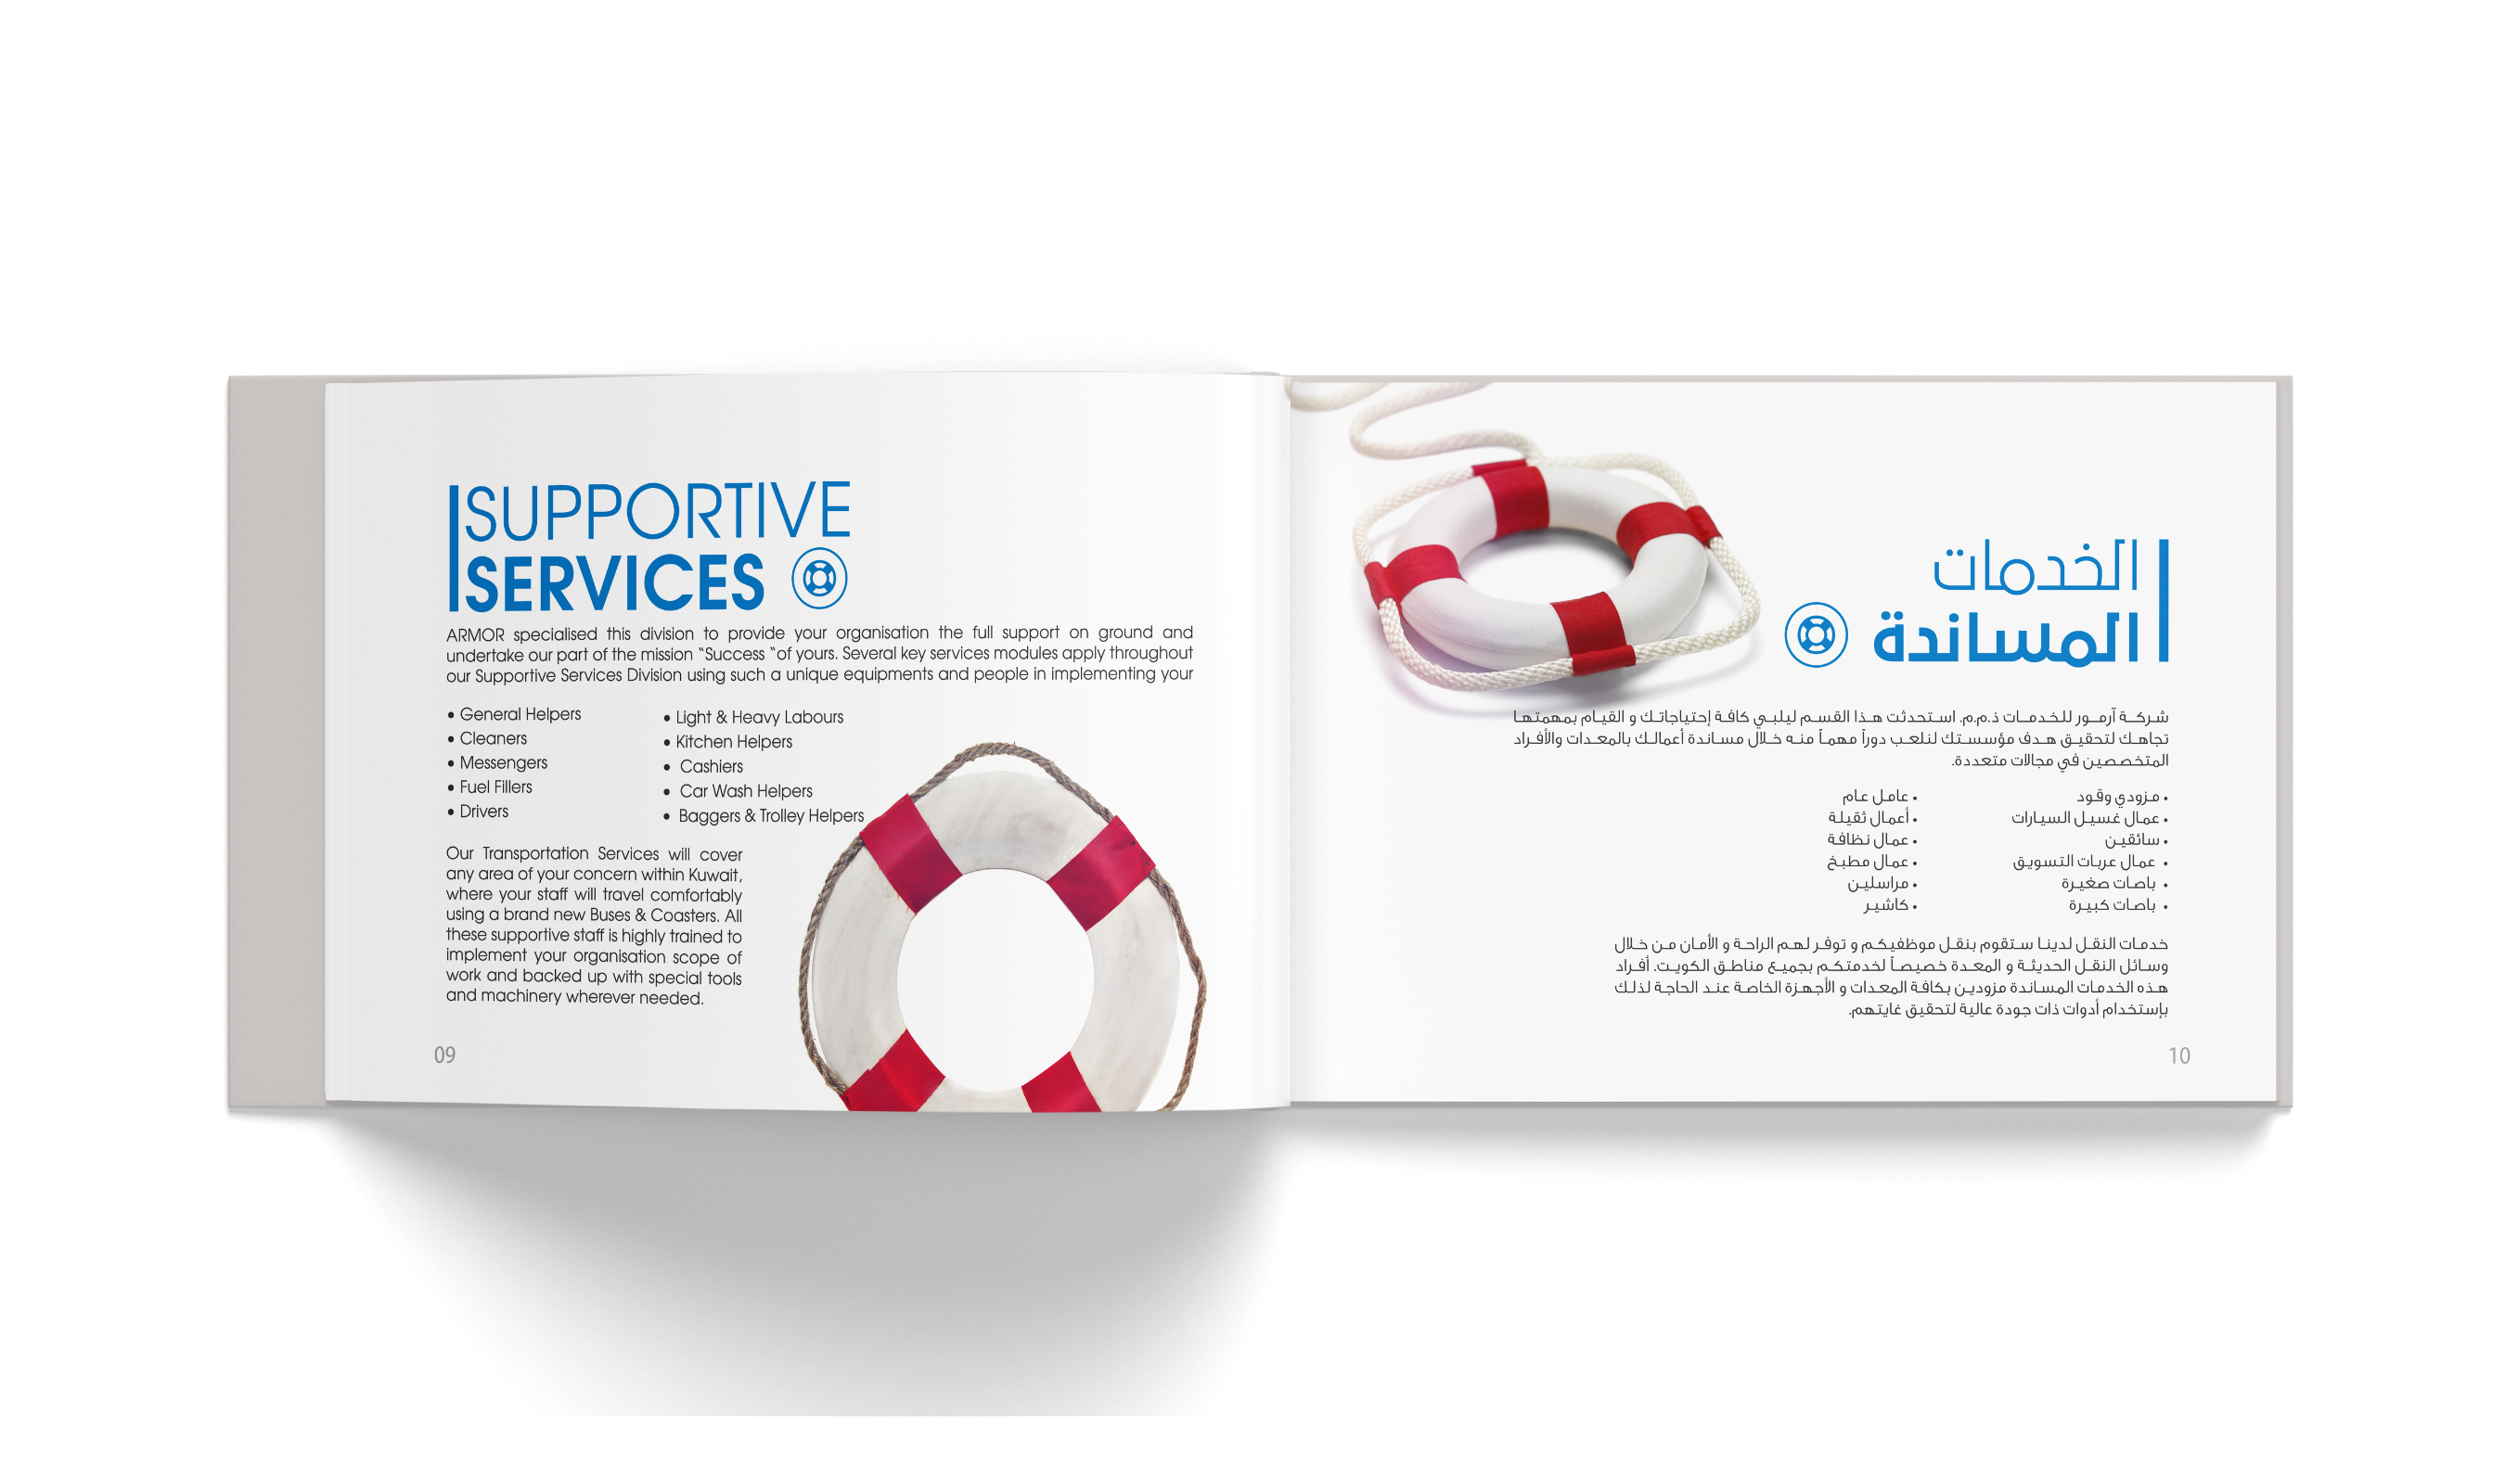 SUPPORTIVE
SERVICES
ARMOR specialised this division to provide your organisation the full support on ground and
undertake our part of the mission “Success “of yours. Several key services modules apply throughout
our Supportive Services Division using such a unique equipments and people in implementing your
• General Helpers
• Cleaners
• Messengers
• Fuel Fillers
• Drivers
• Light & Heavy Labours
• Kitchen Helpers
• Cashiers
• Car Wash Helpers
• Baggers & Trolley Helpers
Our Transportation Services will cover
any area of your concern within Kuwait,
where your staff will travel comfortably
using a brand new Buses & Coasters. All
these supportive staff is highly trained to
implement your organisation scope of
work and backed up with special tools
and machinery wherever needed.
09
الخدمات
المساندة
شركة آرمور للخدمات ذ.م.م. استحدثت هذا القسم ليلبي كافة إحتياجاتك و القيام بمهمتها
تجاهك لتحقيق هدف مؤسستك لنلعب دوراً مهماً منه خلال مساندة أعمالك بالمعدات والأفراد
المتخصصين في مجالات متعددة.
• مزودي وقود
• عمال غسيل السيارات
• سائقين
• عمال عربات التسويق
• باصات صغيرة
• باصات كبيرة
• عامل عام
• أعمال ثقيلة
• عمال نظافة
• عمال مطبخ
• مراسلين
• كاشير
خدمات النقل لدينا ستقوم بنقل موظفيكم و توفر لهم الراحة و الأمان من خلال
وسائل النقل الحديثة و المعدة خصيصاً لخدمتكم بجميع مناطق الكويت. أفراد
هذه الخدمات المساندة مزودين بكافة المعدات و الأجهزة الخاصة عند الحاجة لذلك
بإستخدام أدوات ذات جودة عالية لتحقيق غايتهم.
10